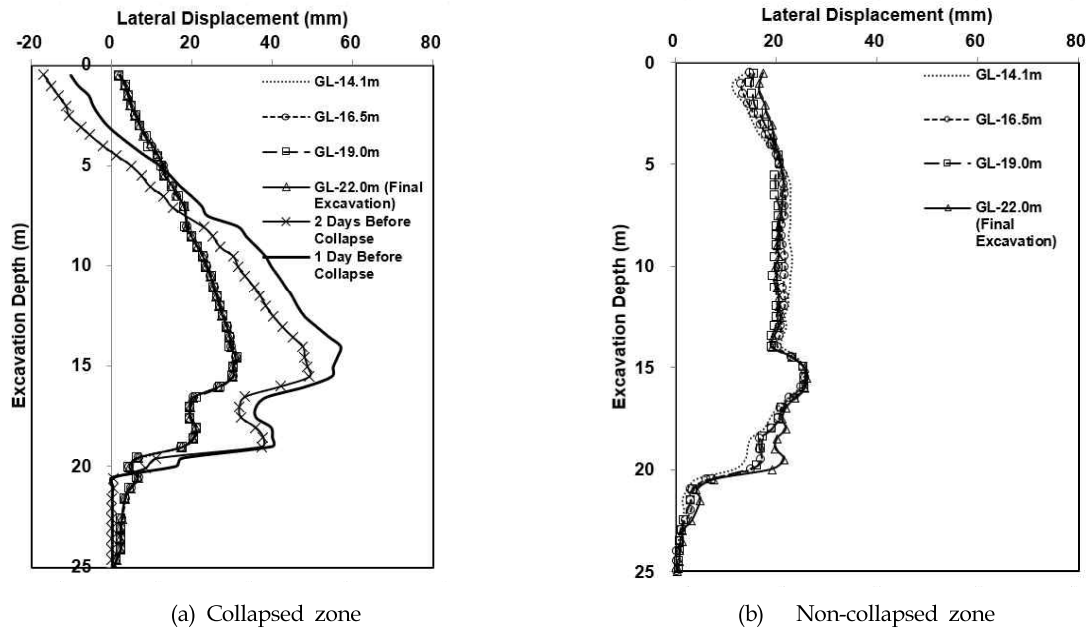 Lateral Displacement (mm)
-20 0 20 40 60 80
0
5
10
15
20
25
Excavation Depth (m)
GL-14.1m
GL-16.5m
GL-19.0m
GL-22.0m (Final
Excavation)
2 Days Before
Collapse
1 Day Before
Collapse
(a) Collapsed zone
Lateral Displacement (mm)
0 20 40 60 80
0
5
10
15
20
25
Excavation Depth (m)
GL-14.1m
GL-16.5m
GL-19.0m
GL-22.0m
(Final
Excavation)
(b) Non-collapsed zone